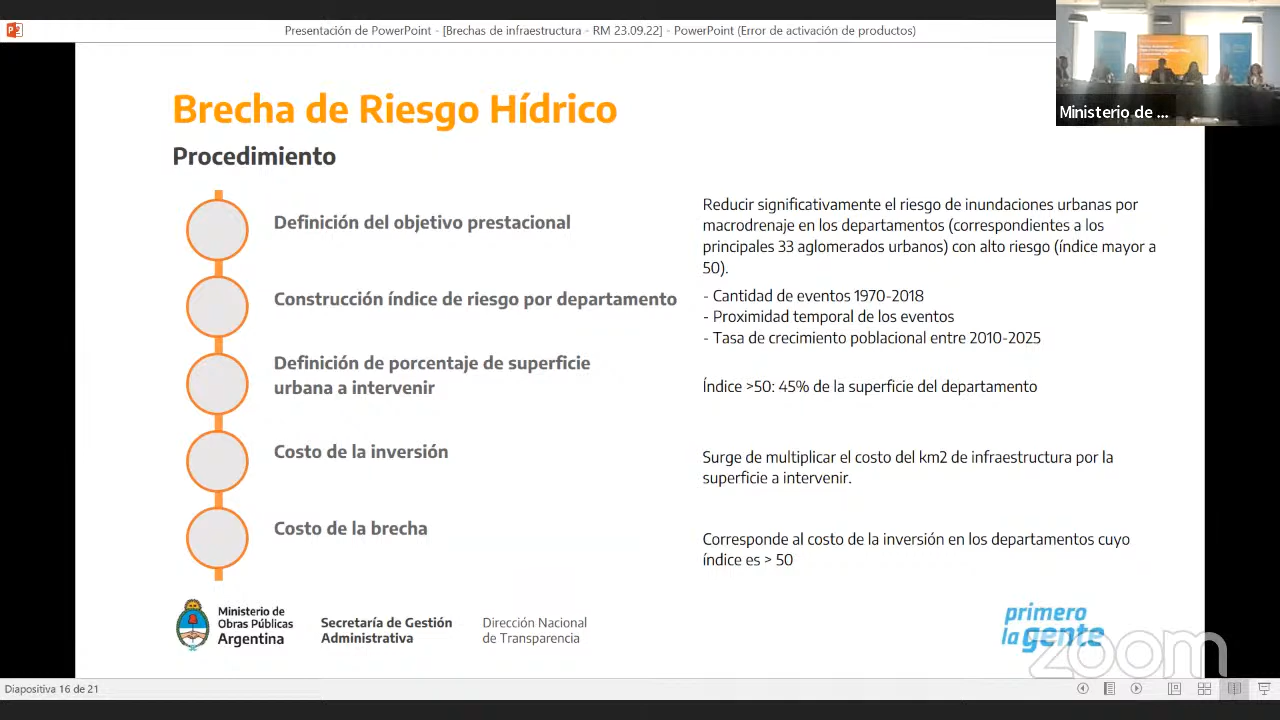 Presentación de PowerPoint - [Brechas de infraestructura - RM 23.09.22] - PowerPoint (Error de activación de productos)
Ministerio de ...
Brecha de Riesgo Hídrico
Procedimiento
Definición del objetivo prestacional
Reducir significativamente el riesgo de inundaciones urbanas por
macrodrenaje en los departamentos (correspondientes a los
principales 33 aglomerados urbanos) con alto riesgo (índice mayor a
50).
Construcción índice de riesgo por departamento
- Cantidad de eventos 1970-2018
- Proximidad temporal de los eventos
- Tasa de crecimiento poblacional entre 2010-2025
Definición de porcentaje de superficie
urbana a intervenir
Índice >50: 45% de la superficie del departamento
Costo de la inversión
Surge de multiplicar el costo del km2 de infraestructura por la
superficie a intervenir.
Costo de la brecha
Corresponde al costo de la inversión en los departamentos cuyo
índice es > 50
Ministerio de
Obras Públicas
Argentina
Secretaría de Gestión
Administrativa
Dirección Nacional
de Transparencia
primero
la gente
zoom
Diapositiva 16 de 21